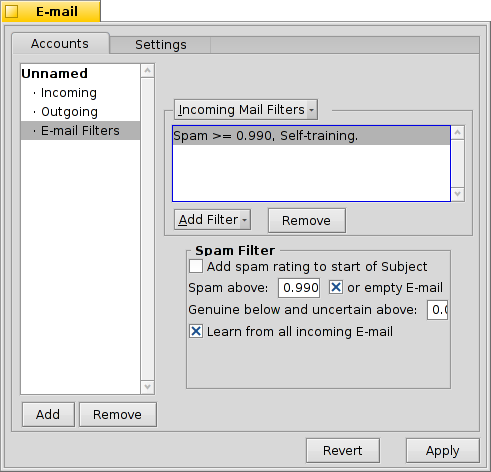 E-mail
Accounts
Settings
Unnamed
· Incoming
· Outgoing
· E-mail Filters
Incoming Mail Filters
Spam >= 0.990, Self-training.
Add Filter
Remove
Spam Filter
Add spam rating to start of Subject
Spam above: 0.990 or empty E-mail
Genuine below and uncertain above:
Learn from all incoming E-mail
Add
Remove
Revert
Apply